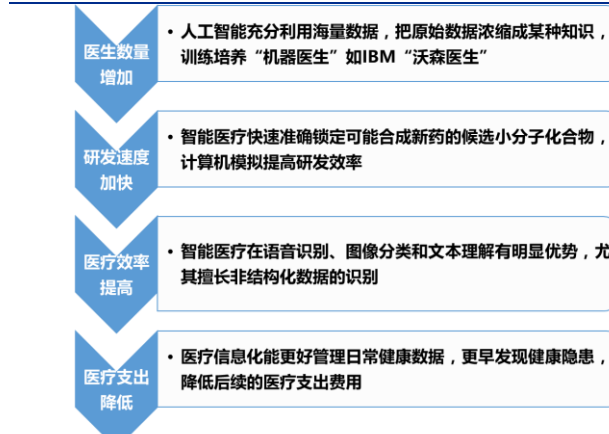 医生数量
增加
• 人工智能充分利用海量数据，把原始数据浓缩成某种知识，
训练培养“机器医生”如IBM“沃森医生”
研发速度
加快
• 智能医疗快速准确锁定可能合成新药的候选小分子化合物，
计算机模拟提高研发效率
医疗效率
提高
• 智能医疗在语音识别、图像分类和文本理解有明显优势，尤
其擅长非结构化数据的识别
医疗支出
降低
• 医疗信息化能更好管理日常健康数据，更早发现健康隐患，
降低后续的医疗支出费用